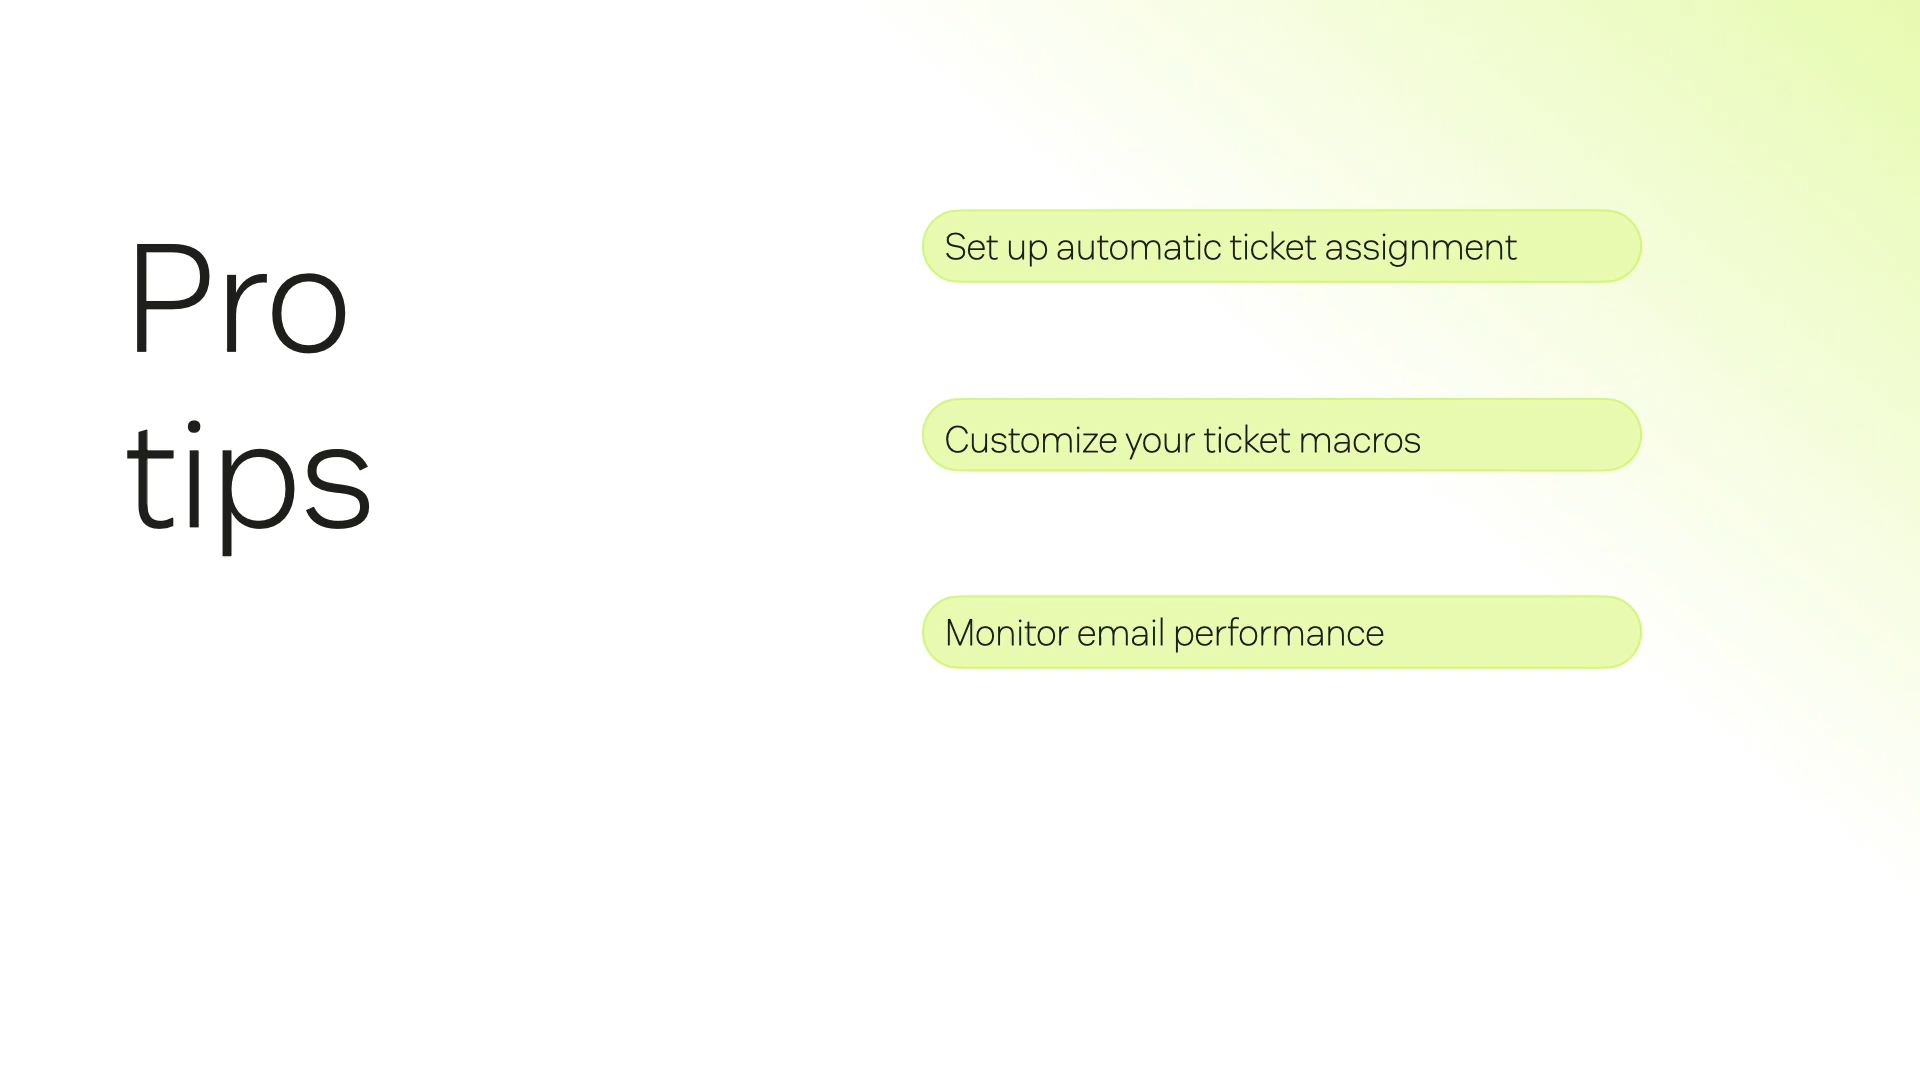 Pro
tips
Set up automatic ticket assignment
Customize your ticket macros
Monitor email performance